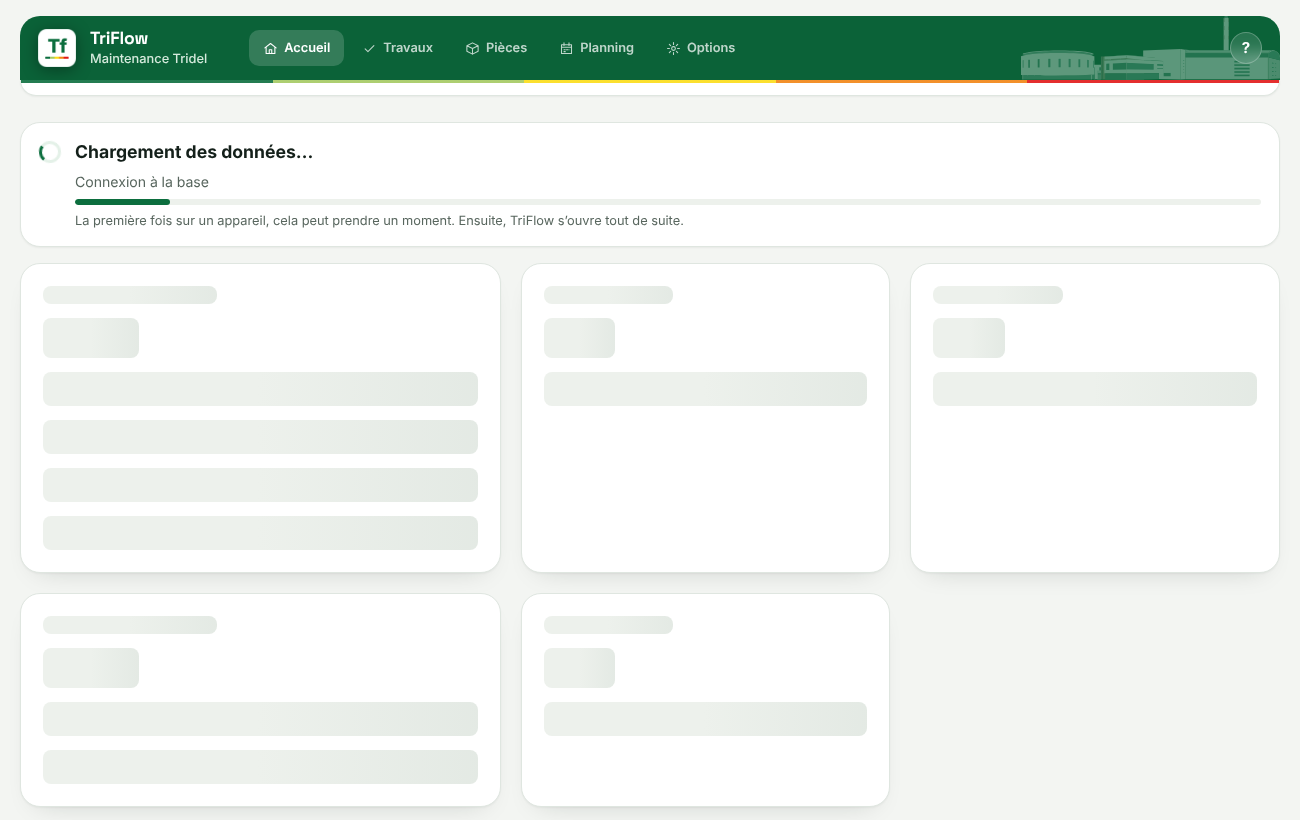 Tf
TriFlow
Maintenance Tridel
Accueil
Travaux
Pièces
Planning
Options
?
Chargement des données…
Connexion à la base
La première fois sur un appareil, cela peut prendre un moment. Ensuite, TriFlow s’ouvre tout de suite.